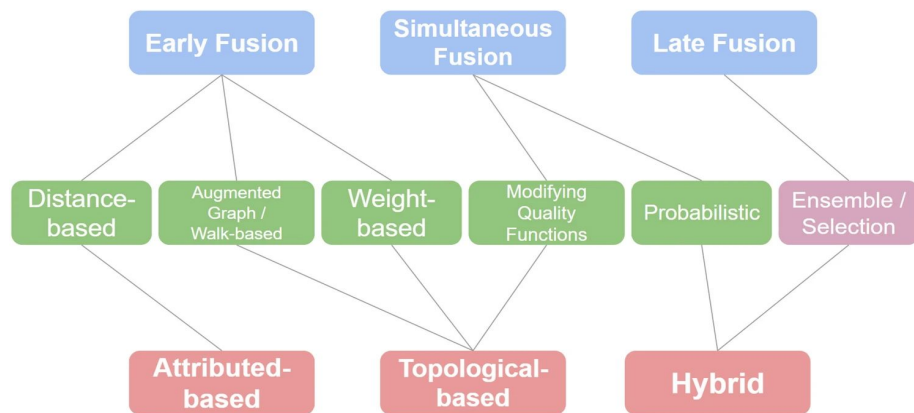 Early Fusion
Simultaneous
Fusion
Late Fusion
Distance-
based
Augmented
Graph /
Walk-based
Weight-
based
Modifying
Quality
Functions
Probabilistic
Ensemble /
Selection
Attributed-
based
Topological-
based
Hybrid